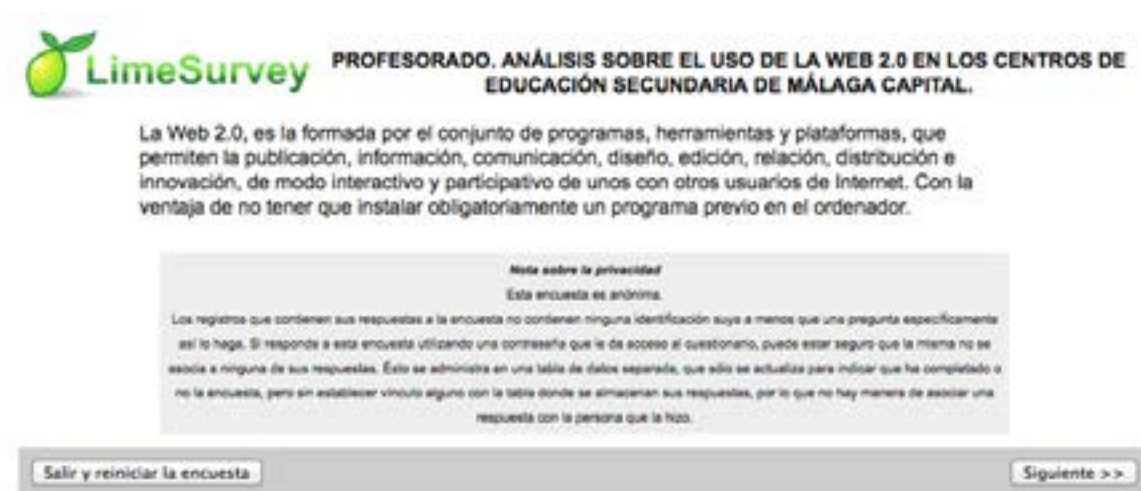 LimeSurvey
PROFESORADO. ANÁLISIS SOBRE EL USO DE LA WEB 2.0 EN LOS CENTROS DE
EDUCACIÓN SECUNDARIA DE MÁLAGA CAPITAL.
La Web 2.0, es la formada por el conjunto de programas, herramientas y plataformas, que
permiten la publicación, información, comunicación, diseño, edición, relación, distribución e
innovación, de modo interactivo y participativo de unos con otros usuarios de Internet. Con la
ventaja de no tener que instalar obligatoriamente un programa previo en el ordenador.
Nota sobre la privacidad
Esta encuesta es anónima.
Los registros que contienen sus respuestas a la encuesta no contienen ninguna identificación suya a menos que una pregunta específicamente
así lo haga. Si responde a esta encuesta utilizando una contraseña que le da acceso al cuestionario, puede estar seguro que la misma no se
asocia a ninguna de sus respuestas. Ésto se administra en una tabla de datos separada, que sólo se actualiza para indicar que ha completado o
no la encuesta, pero sin establecer vínculo alguno con la tabla donde se almacenan sus respuestas, por lo que no hay manera de asociar una
respuesta con la persona que la hizo.
Salir y reiniciar la encuesta
Siguiente >>